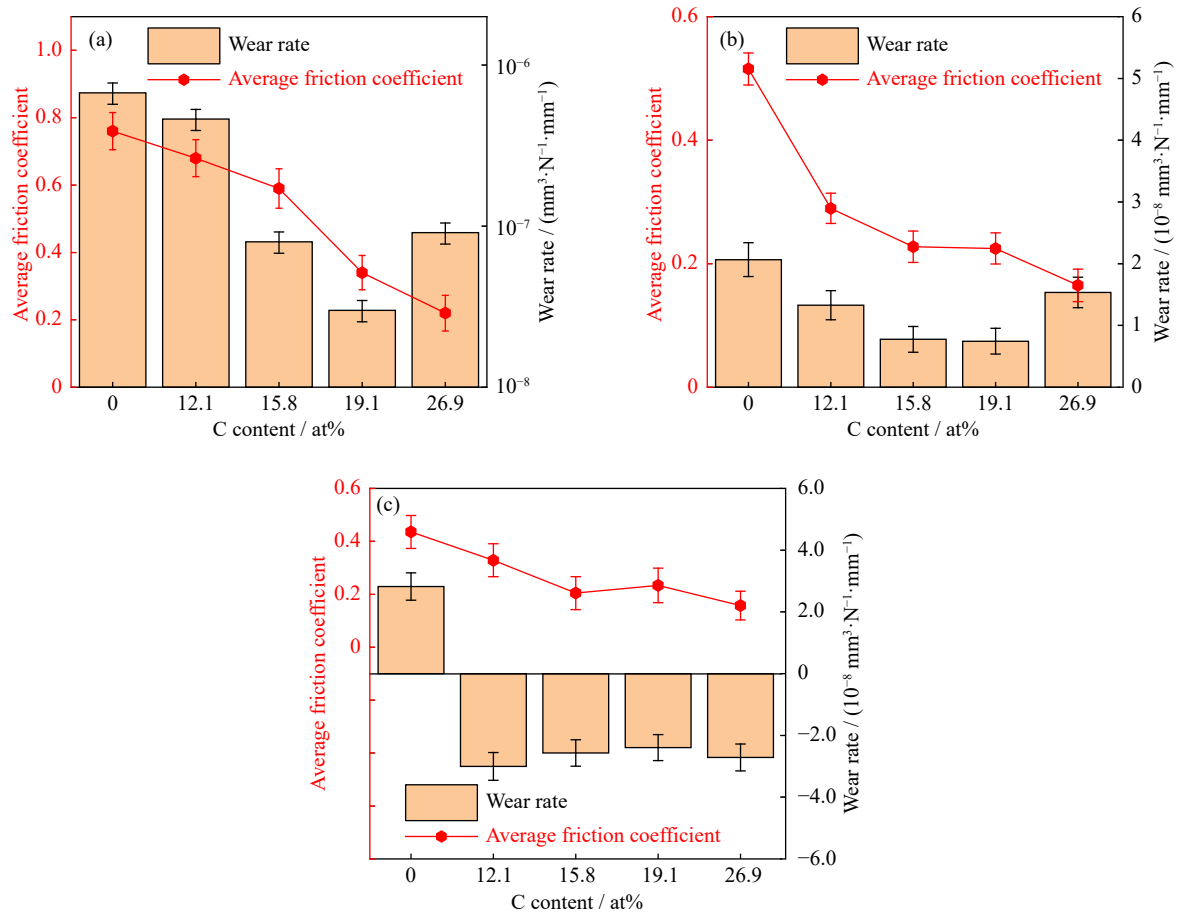 (a)
Wear rate
Average friction coefficient
1.0
0.8
0.6
0.4
0.2
0
Average friction coefficient
10⁻⁶
10⁻⁷
10⁻⁸
Wear rate / (mm³·N⁻¹·mm⁻¹)
0 12.1 15.8 19.1 26.9
C content / at%
(b)
Wear rate
Average friction coefficient
0.6
0.4
0.2
0
Average friction coefficient
6
5
4
3
2
1
0
Wear rate / (10⁻⁸ mm³·N⁻¹·mm⁻¹)
0 12.1 15.8 19.1 26.9
C content / at%
(c)
0.6
0.4
0.2
0
Average friction coefficient
6.0
4.0
2.0
0
−2.0
−4.0
−6.0
Wear rate / (10⁻⁸ mm³·N⁻¹·mm⁻¹)
Wear rate
Average friction coefficient
0 12.1 15.8 19.1 26.9
C content / at%